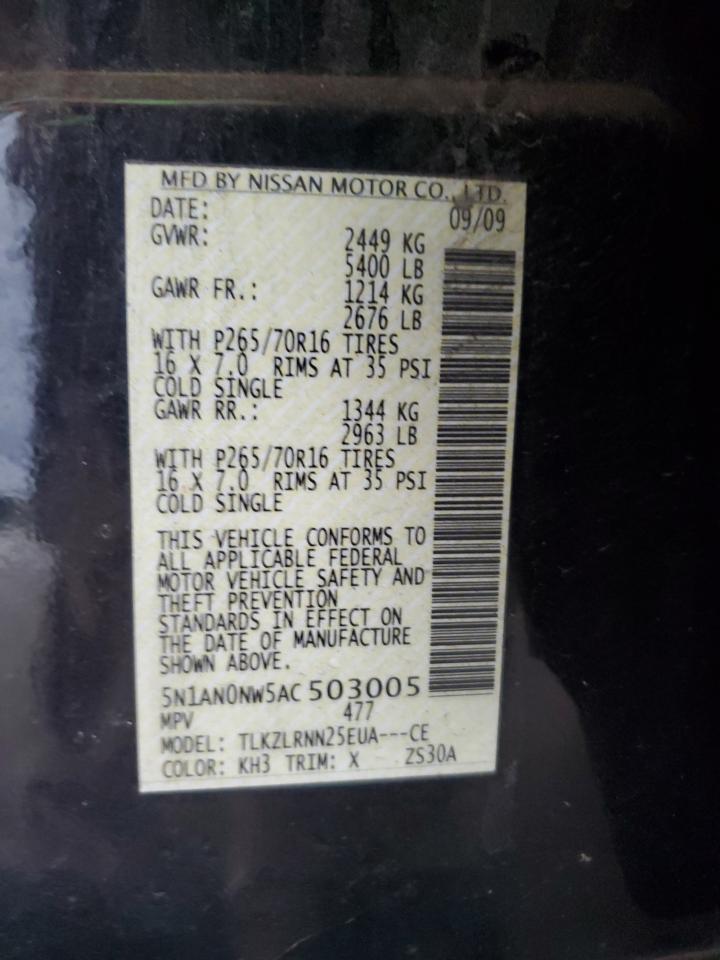 MFD BY NISSAN MOTOR CO., LTD.
DATE: 09/09
GVWR: 2449 KG
5400 LB
GAWR FR.: 1214 KG
2676 LB
WITH P265/70R16 TIRES
16 X 7.0 RIMS AT 35 PSI
COLD SINGLE
GAWR RR.: 1344 KG
2963 LB
WITH P265/70R16 TIRES
16 X 7.0 RIMS AT 35 PSI
COLD SINGLE
THIS VEHICLE CONFORMS TO
ALL APPLICABLE FEDERAL
MOTOR VEHICLE SAFETY AND
THEFT PREVENTION
STANDARDS IN EFFECT ON
THE DATE OF MANUFACTURE
SHOWN ABOVE.
5N1AN0NW5AC503005
MPV 477
MODEL: TLKZLRNN25EUA---CE
COLOR: KH3 TRIM: X ZS30A